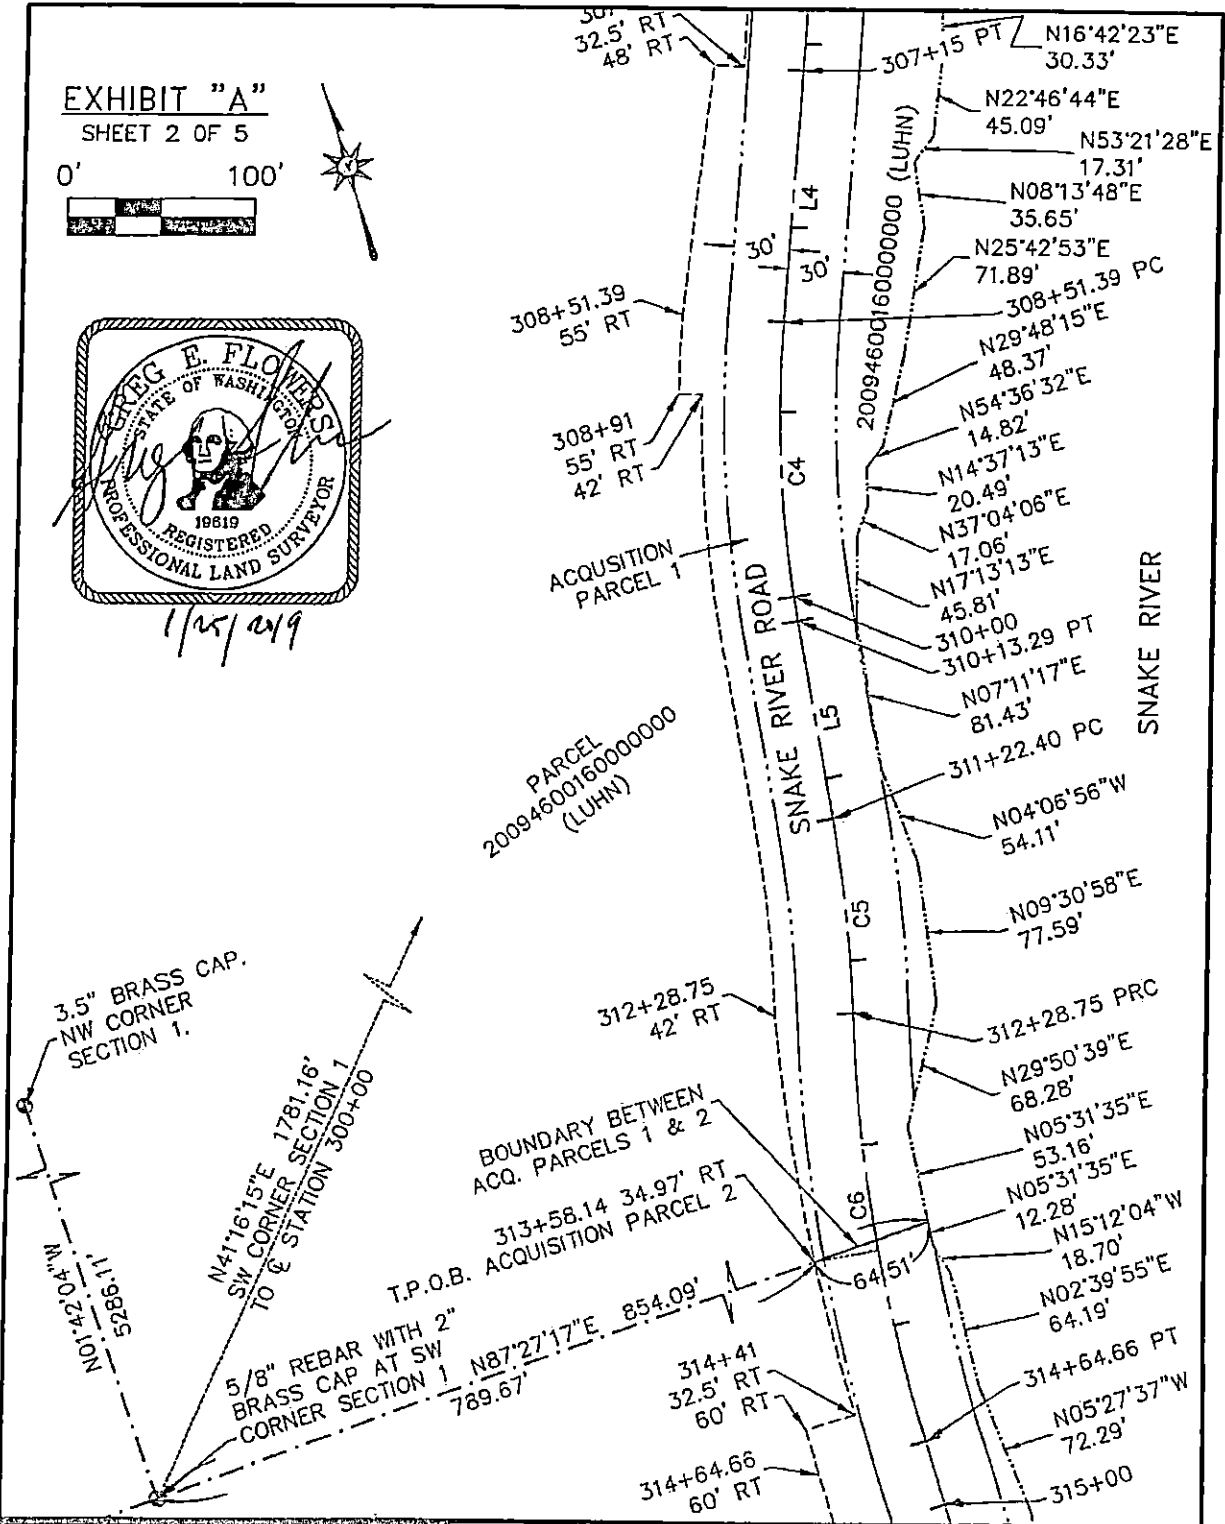 EXHIBIT "A"
SHEET 2 OF 5
0' 100'
GREG E. FLOWERS
STATE OF WASHINGTON
19619
REGISTERED
PROFESSIONAL LAND SURVEYOR
1/25/2019
32.5' RT
48' RT
307+15 PT
N16°42'23"E
30.33'
N22°46'44"E
45.09'
N53°21'28"E
17.31'
N08°13'48"E
35.65'
N25°42'53"E
71.89'
L4
30'
30'
200946001600000000 (LUHN)
308+51.39
55' RT
308+51.39 PC
N29°48'15"E
48.37'
N54°36'32"E
14.82'
308+91
55' RT
42' RT
C4
N14°37'13"E
20.49'
N37°04'06"E
17.06'
N17°13'13"E
45.81'
ACQUSITION
PARCEL 1
310+00
310+13.29 PT
SNAKE RIVER ROAD
SNAKE RIVER
N07°11'17"E
81.43'
L5
311+22.40 PC
PARCEL
200946001600000000
(LUHN)
N04°06'56"W
54.11'
C5
N09°30'58"E
77.59'
3.5" BRASS CAP.
NW CORNER
SECTION 1.
312+28.75
42' RT
312+28.75 PRC
N29°50'39"E
68.28'
N41°16'15"E 1781.16'
SW CORNER SECTION 1
TO ℄ STATION 300+00
BOUNDARY BETWEEN
ACQ. PARCELS 1 & 2
N05°31'35"E
53.16'
N05°31'35"E
12.28'
313+58.14 34.97' RT
T.P.O.B. ACQUISITION PARCEL 2
C6
64.51'
N15°12'04"W
18.70'
N02°39'55"E
64.19'
N01°42'04"W
5286.11'
5/8" REBAR WITH 2"
BRASS CAP AT SW
CORNER SECTION 1
N87°27'17"E 854.09'
789.67'
314+41
32.5' RT
60' RT
314+64.66 PT
N05°27'37"W
72.29'
314+64.66
60' RT
315+00